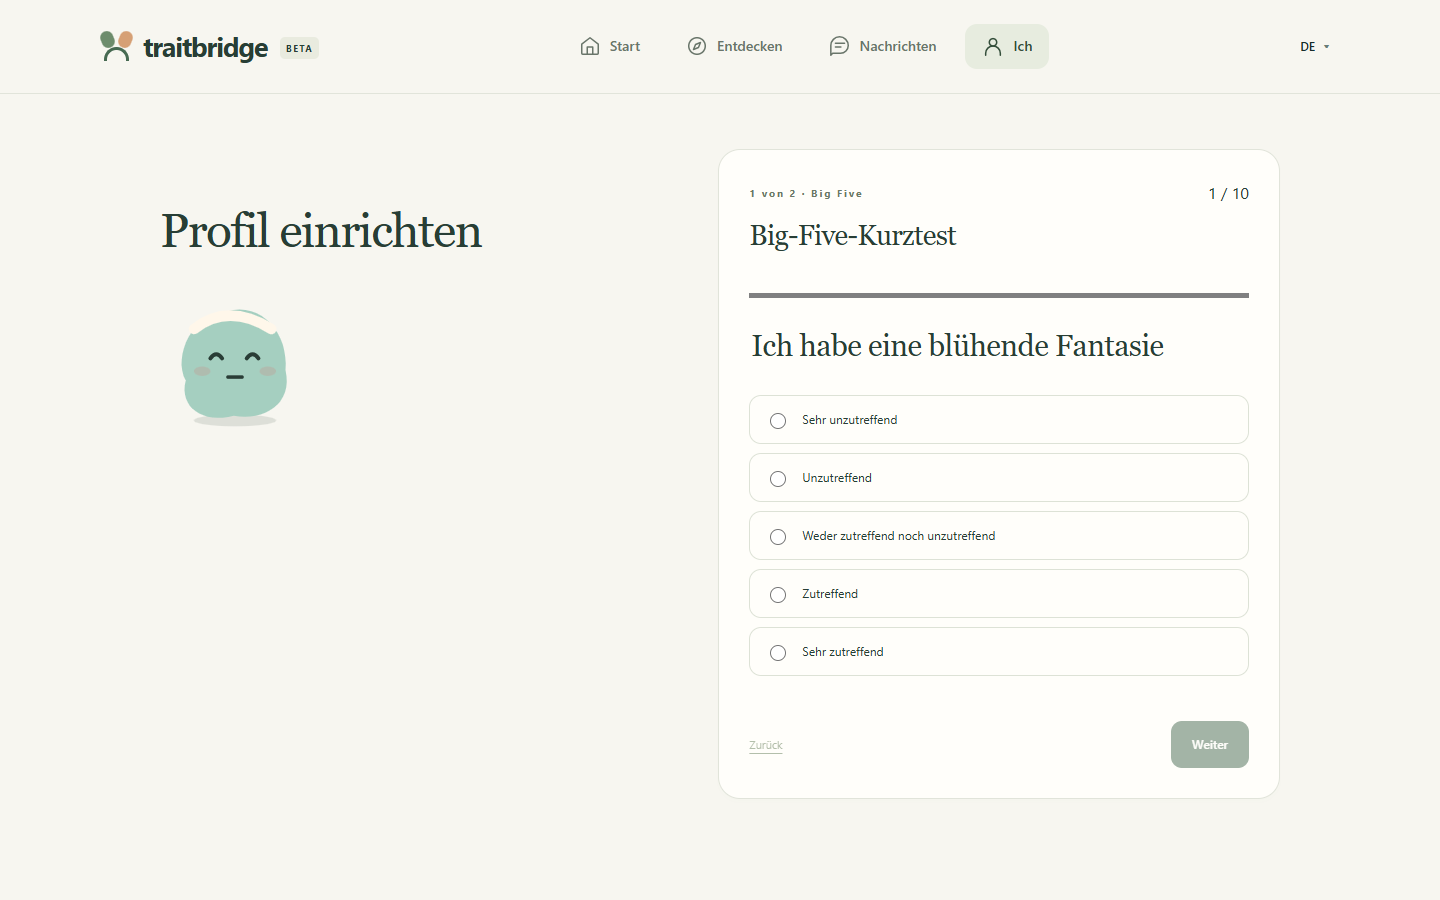 traitbridge BETA
Start
Entdecken
Nachrichten
Ich
DE
Profil einrichten
1 von 2 · Big Five
1 / 10
Big-Five-Kurztest
Ich habe eine blühende Fantasie
Sehr unzutreffend
Unzutreffend
Weder zutreffend noch unzutreffend
Zutreffend
Sehr zutreffend
Zurück
Weiter